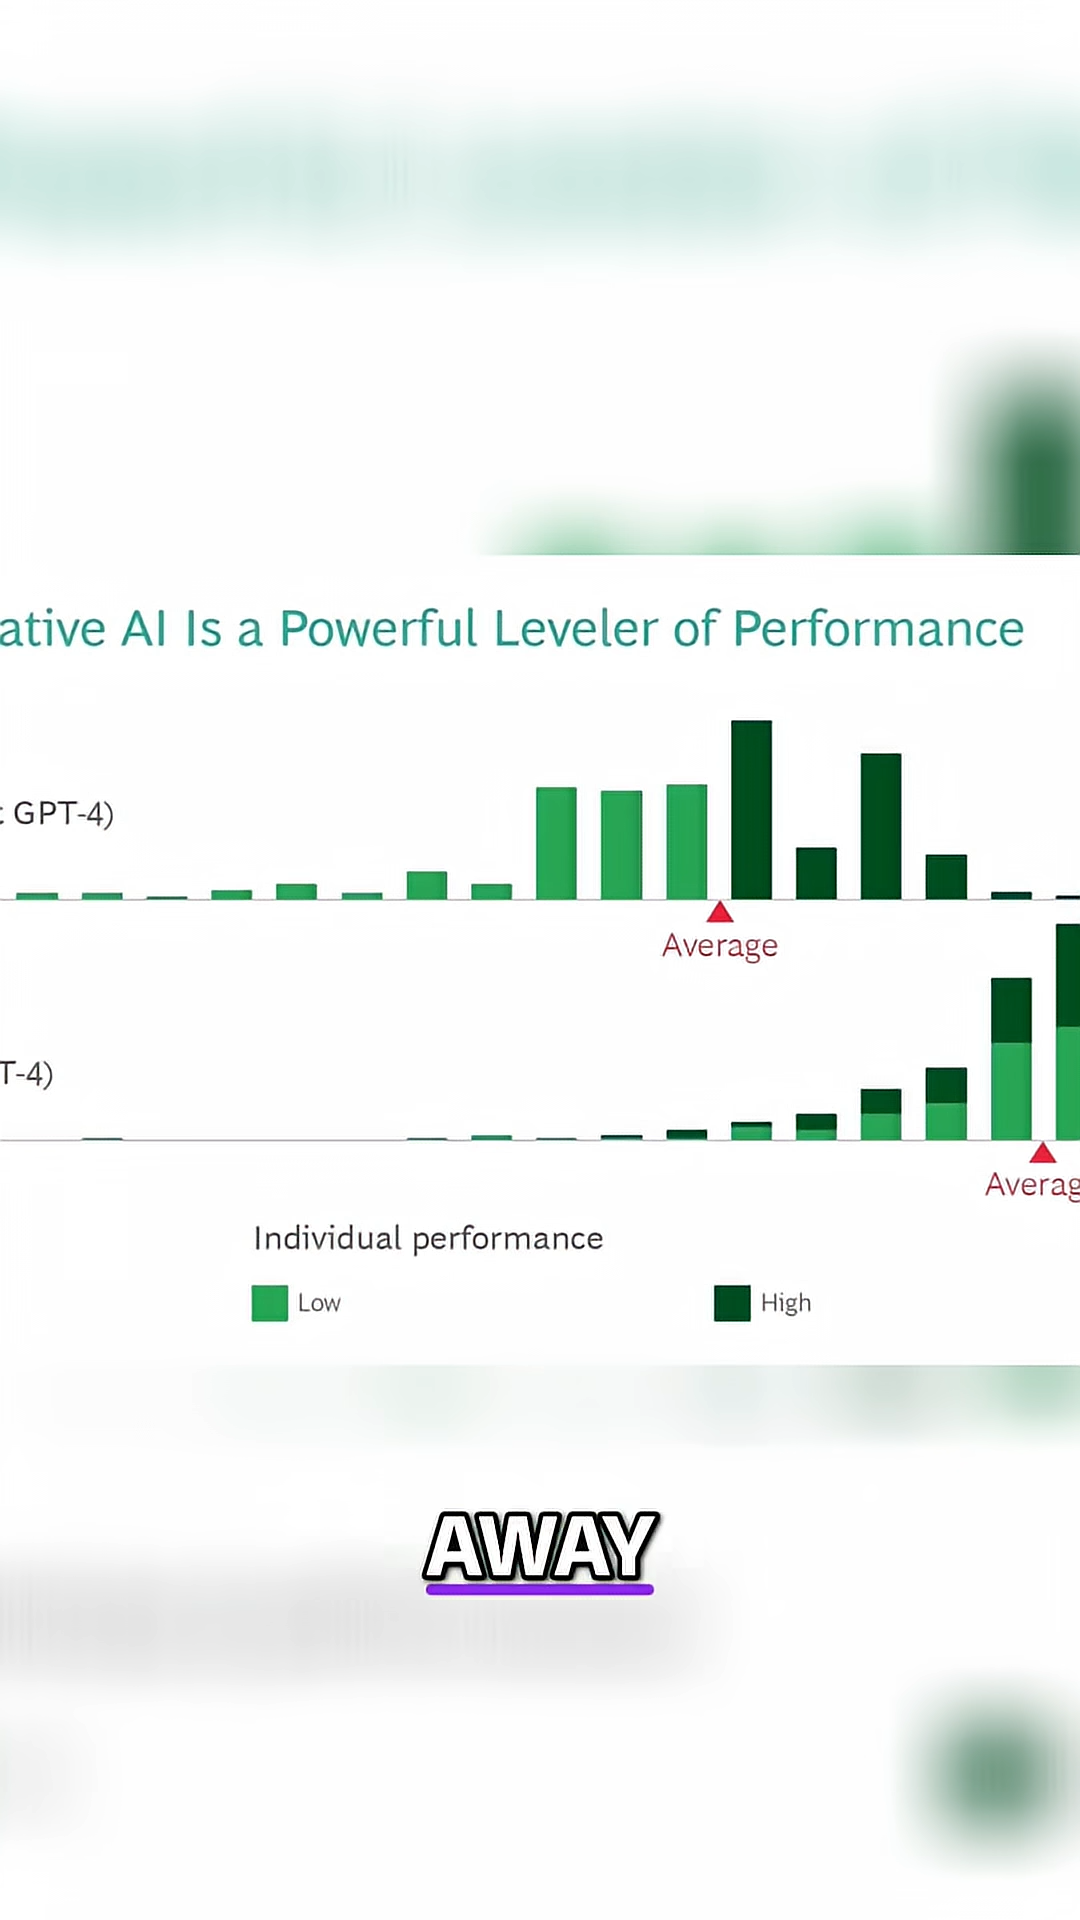 ative AI Is a Powerful Leveler of Performance
GPT-4)
Average
T-4)
Averag
Individual performance
Low
High
AWAY